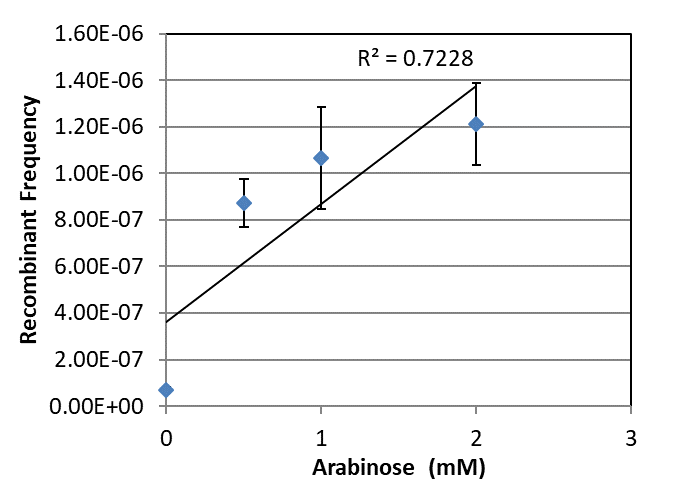 1.60E-06
R² = 0.7228
1.40E-06
1.20E-06
1.00E-06
8.00E-07
6.00E-07
4.00E-07
2.00E-07
0.00E+00
Recombinant Frequency
0 1 2 3
Arabinose (mM)